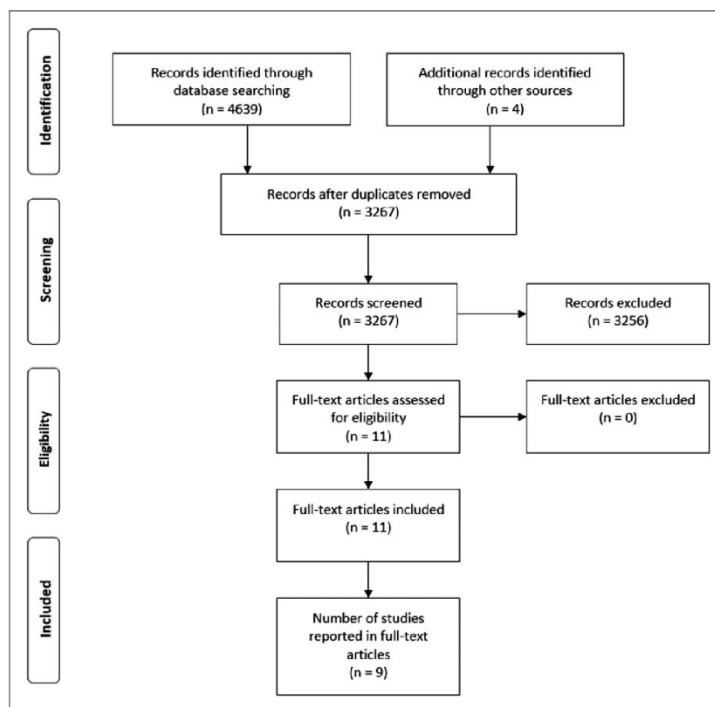 Identification
Records identified through
database searching
(n = 4639)
Additional records identified
through other sources
(n = 4)
Records after duplicates removed
(n = 3267)
Screening
Records screened
(n = 3267)
Records excluded
(n = 3256)
Eligibility
Full-text articles assessed
for eligibility
(n = 11)
Full-text articles excluded
(n = 0)
Full-text articles included
(n = 11)
Included
Number of studies
reported in full-text
articles
(n = 9)